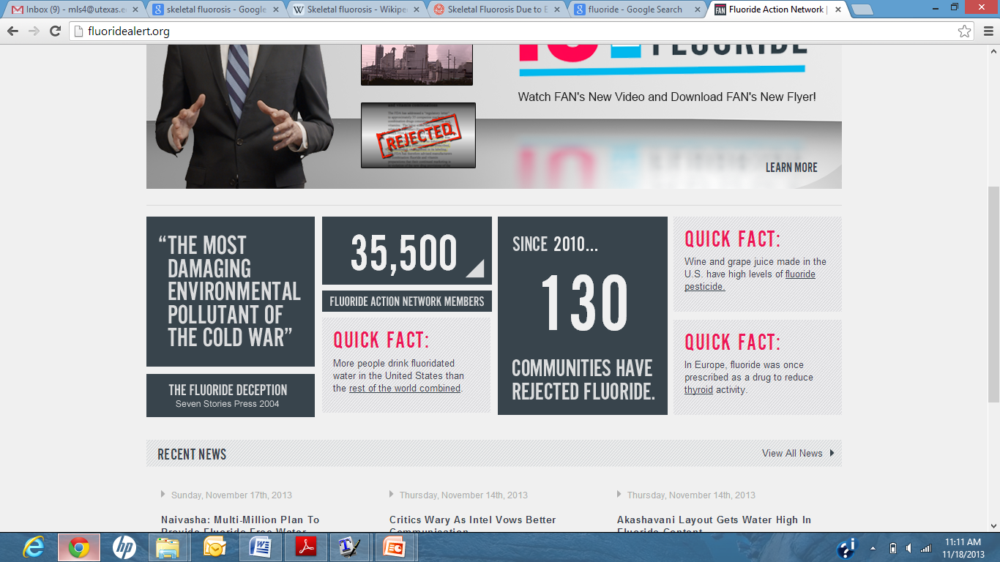 Inbox (9) - mls4@utexas.e
skeletal fluorosis - Google
Skeletal fluorosis - Wikipe
Skeletal Fluorosis Due to E
fluoride - Google Search
Fluoride Action Network |
fluoridealert.org
FLUORIDE
Watch FAN's New Video and Download FAN's New Flyer!
REJECTED
LEARN MORE
“THE MOST
DAMAGING
ENVIRONMENTAL
POLLUTANT OF
THE COLD WAR”
THE FLUORIDE DECEPTION
Seven Stories Press 2004
35,500
FLUORIDE ACTION NETWORK MEMBERS
QUICK FACT:
More people drink fluoridated
water in the United States than
the rest of the world combined.
SINCE 2010...
130
COMMUNITIES HAVE
REJECTED FLUORIDE.
QUICK FACT:
Wine and grape juice made in the
U.S. have high levels of fluoride
pesticide.
QUICK FACT:
In Europe, fluoride was once
prescribed as a drug to reduce
thyroid activity.
RECENT NEWS
View All News
Sunday, November 17th, 2013
Naivasha: Multi-Million Plan To
Provide Fluoride Free Water
Thursday, November 14th, 2013
Critics Wary As Intel Vows Better
Communication
Thursday, November 14th, 2013
Akashavani Layout Gets Water High In
Fluoride Content
11:11 AM
11/18/2013